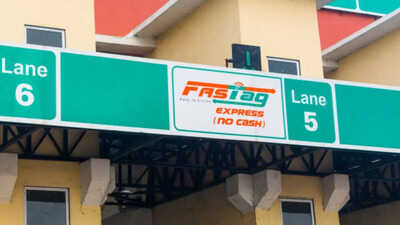 Lane
6
FASTag
EXPRESS
(NO CASH)
Lane
5